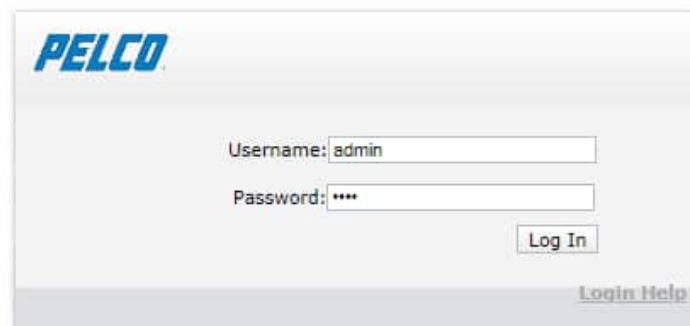 PELCO
Username: admin
Password: ••••
Log In
Login Help